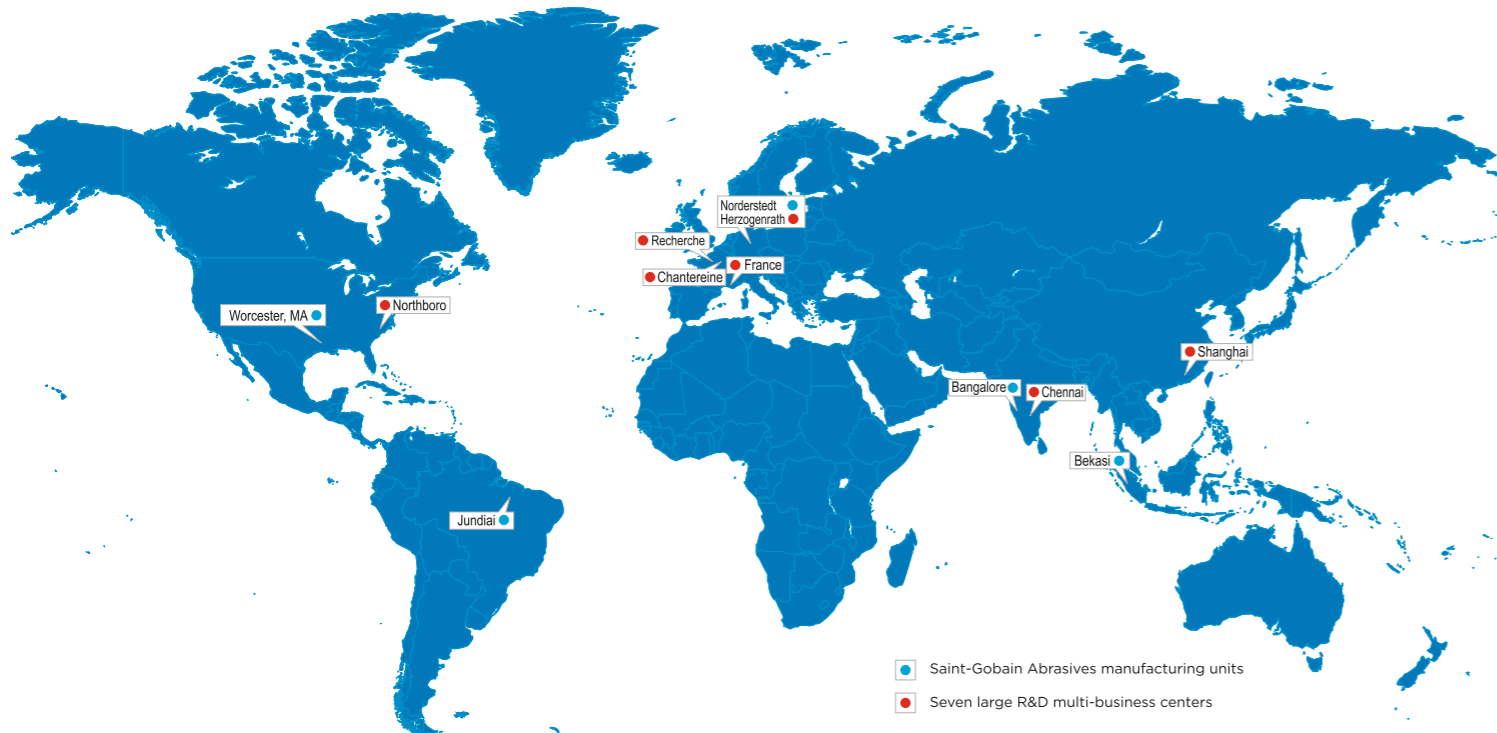 Norderstedt
Herzogenrath
Recherche
France
Chantereine
Northboro
Worcester, MA
Shanghai
Bangalore
Chennai
Bekasi
Jundiai
Saint-Gobain Abrasives manufacturing units
Seven large R&D multi-business centers